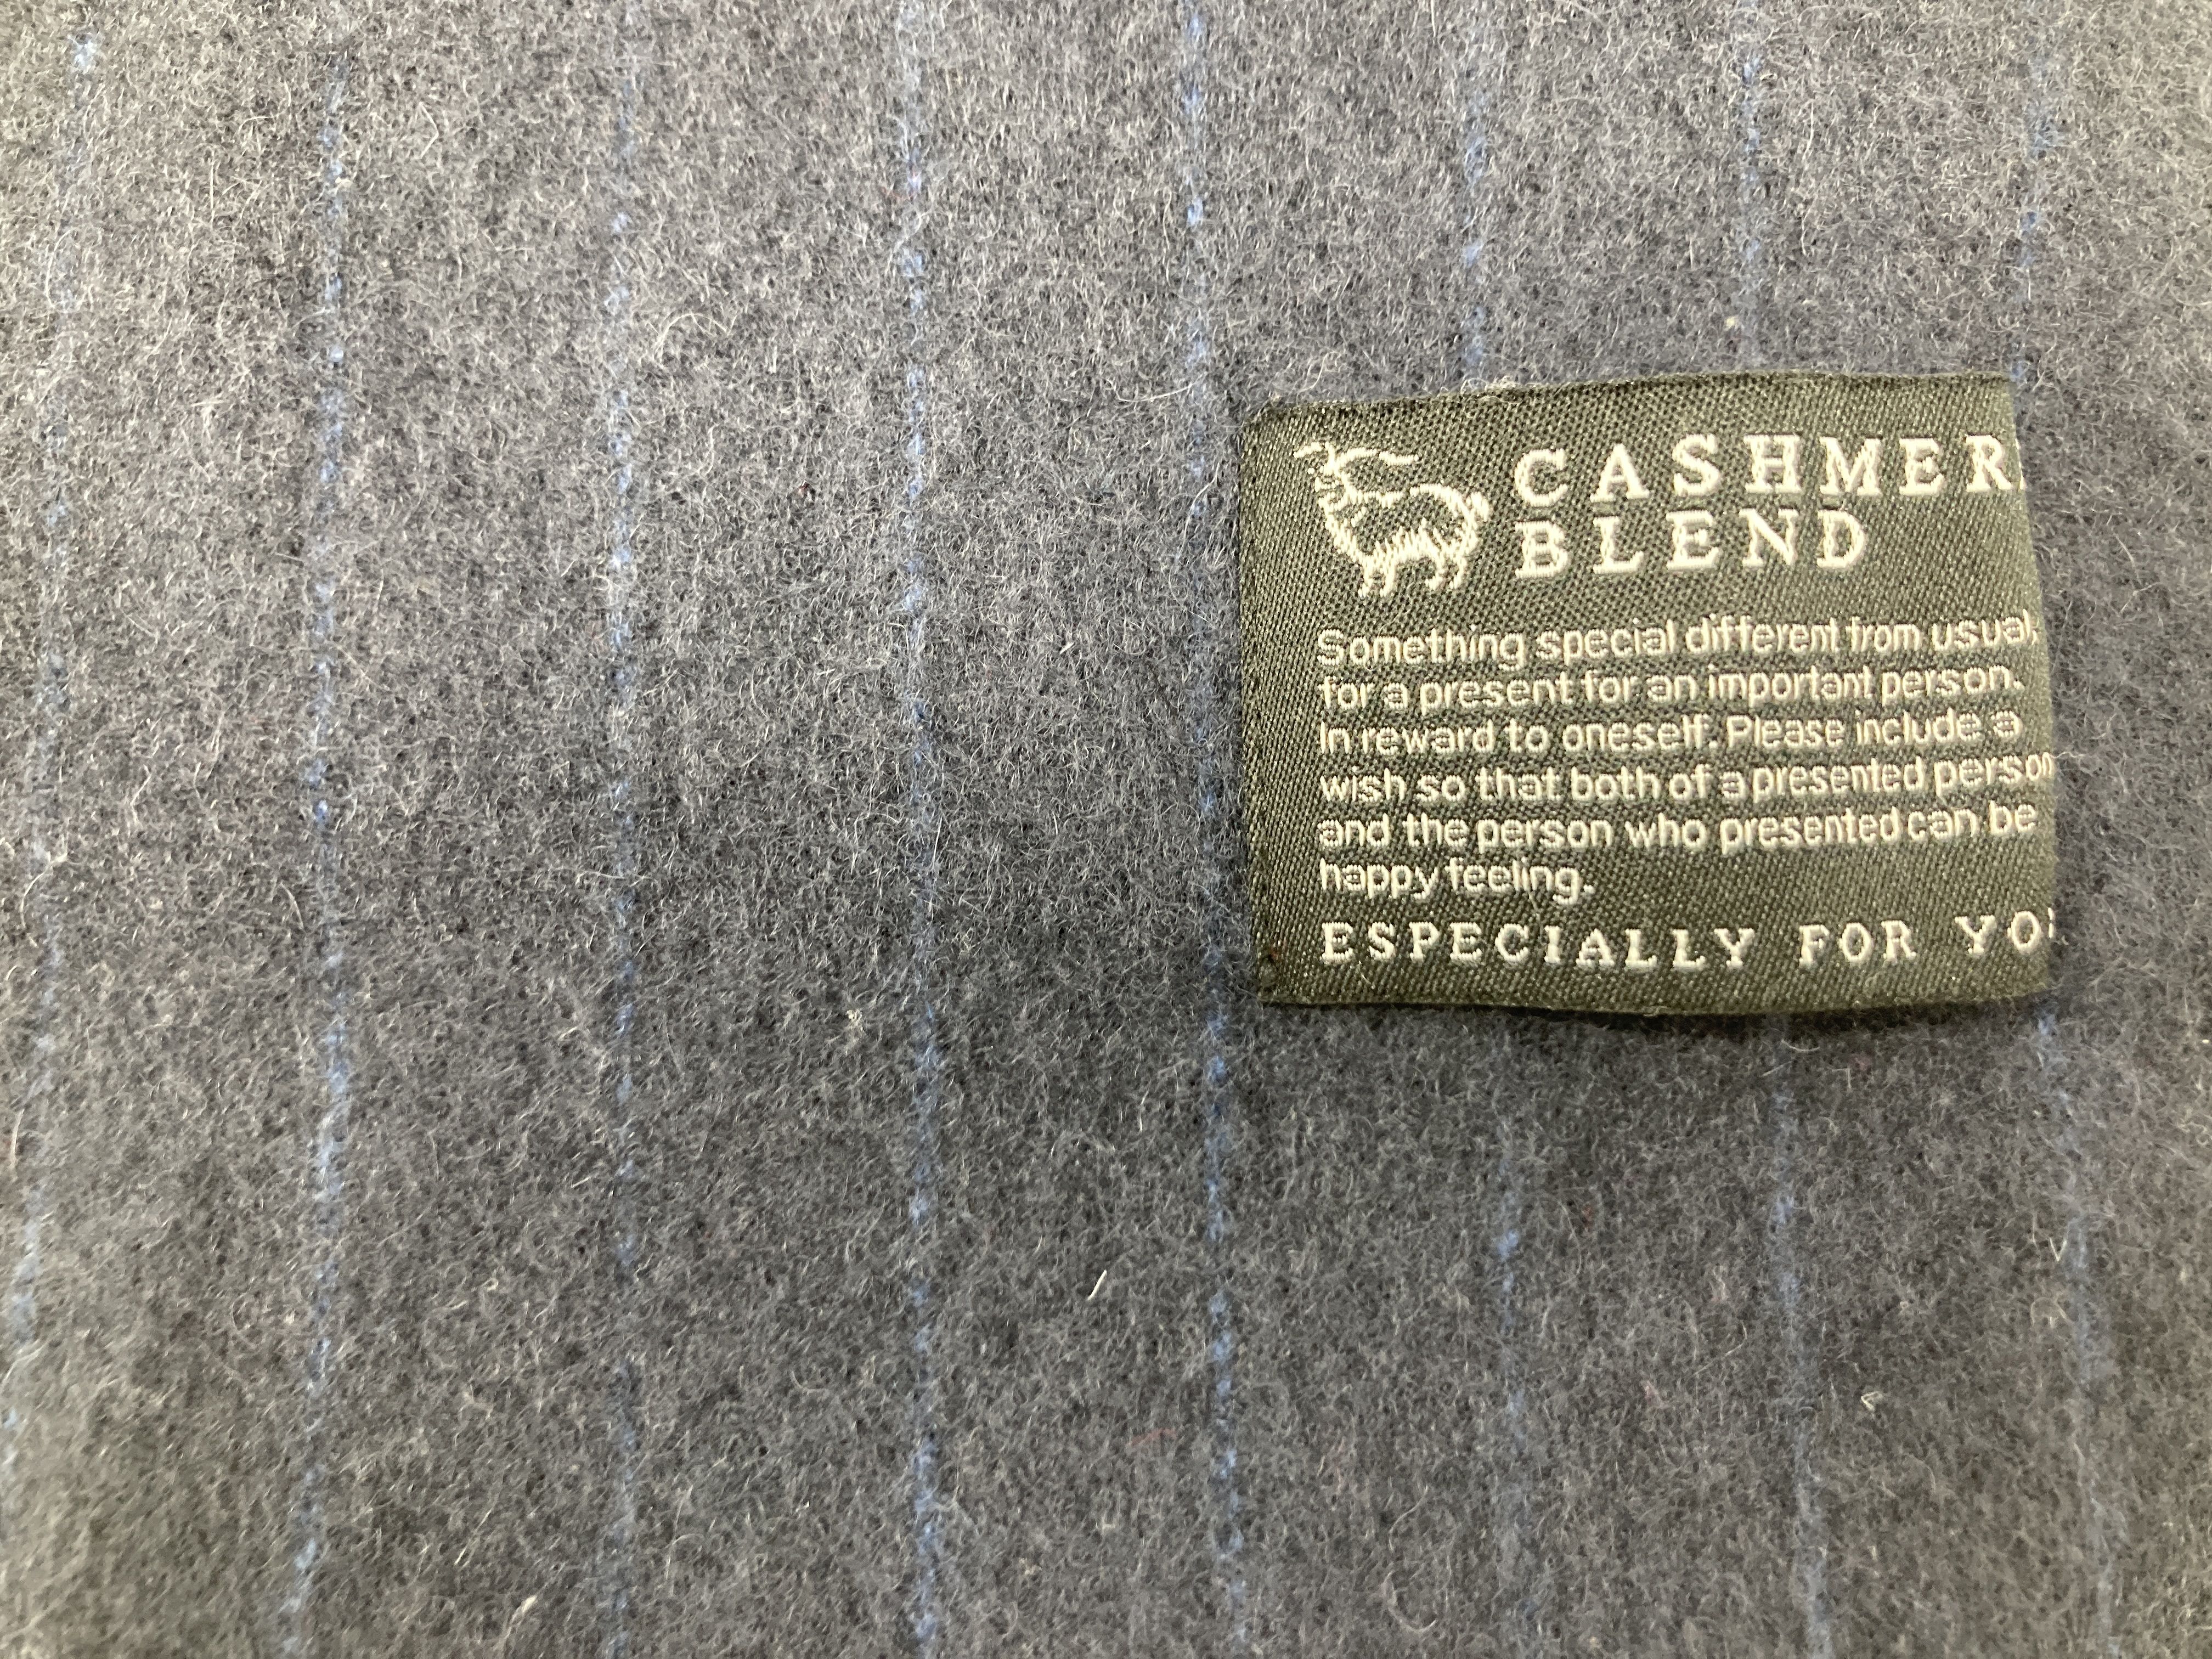 CASHMER
BLEND
Something special different from usual,
for a present for an important person.
In reward to oneself. Please include a
wish so that both of a presented person
and the person who presented can be
happy feeling.
ESPECIALLY FOR YO